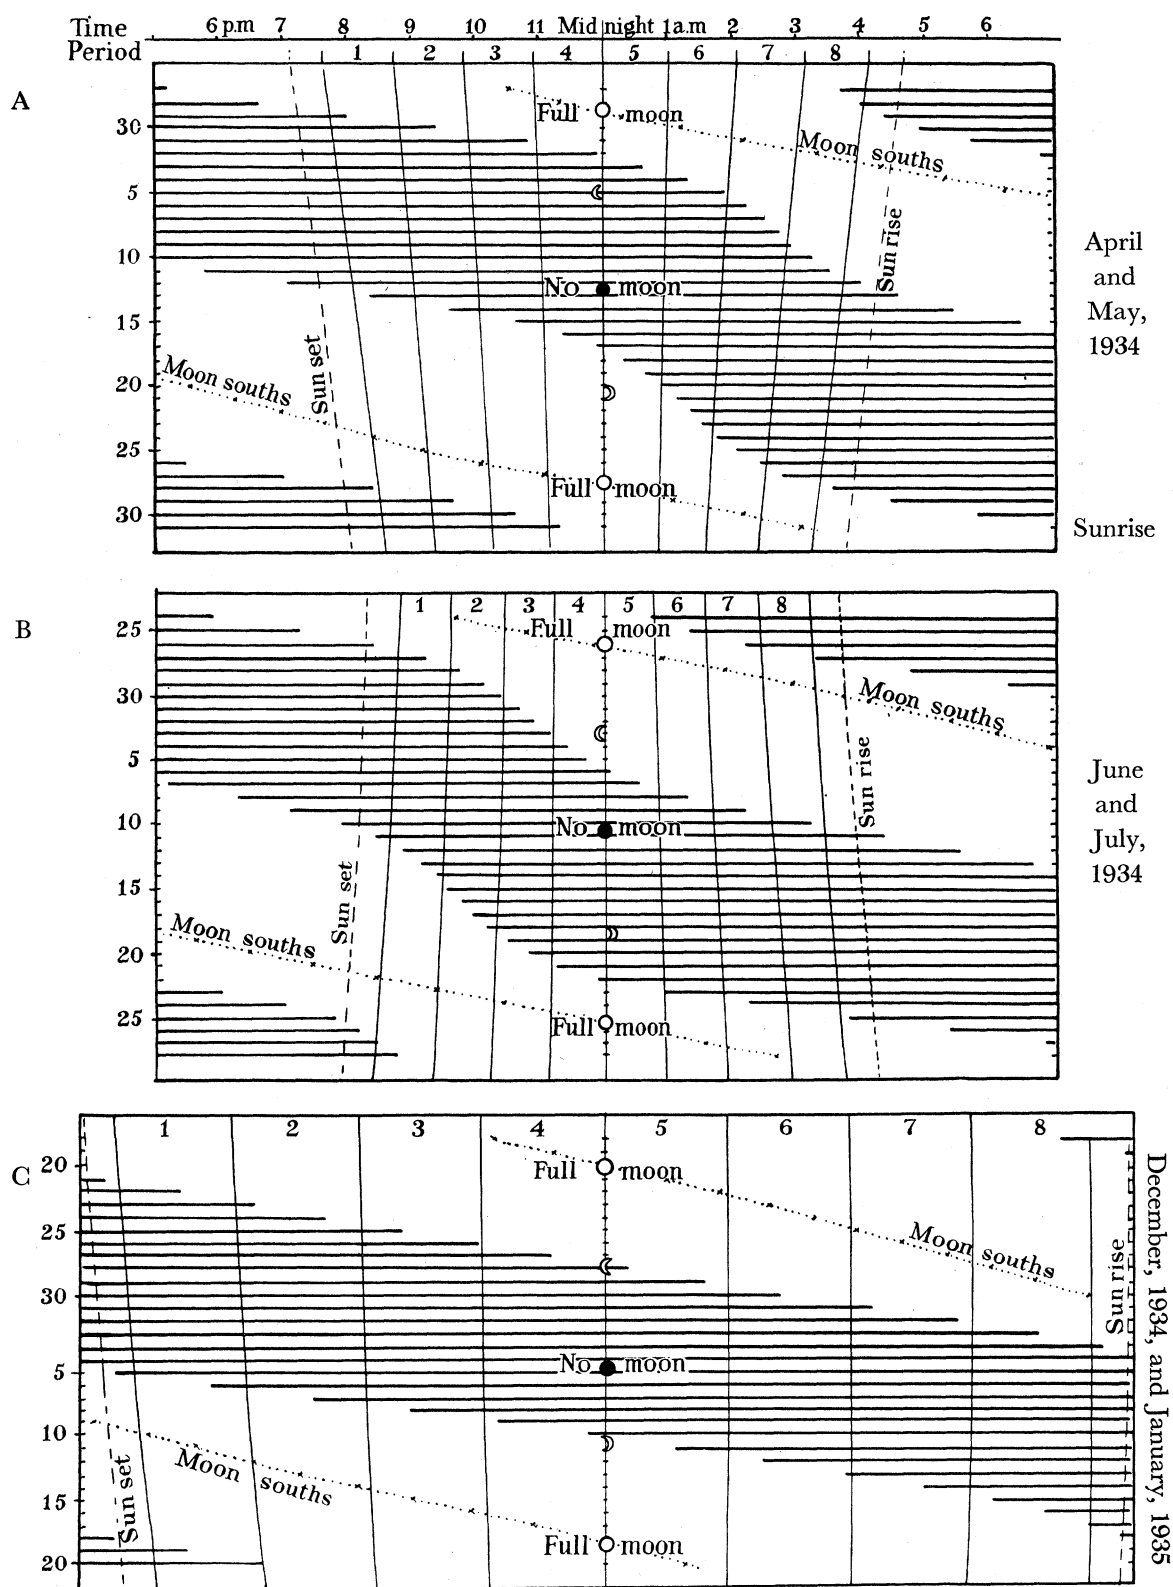 Time 6 p.m 7 8 9 10 11 Mid night 1a.m 2 3 4 5 6
Period 1 2 3 4 5 6 7 8
A
Full moon
30
Moon souths
5
Sun rise
10
No moon
15
April
and
May,
1934
Sun set
Moon souths
20
25
Full moon
30
Sunrise
B
1 2 3 4 5 6 7 8
25
Full moon
30
Moon souths
5
Sun rise
10
No moon
June
and
July,
1934
15
Sun set
Moon souths
20
25
Full moon
C
1 2 3 4 5 6 7 8
20
Full moon
25
Moon souths
30
Sun rise
No moon
5
10
Moon souths
Sun set
15
Full moon
20
December, 1934, and January, 1935